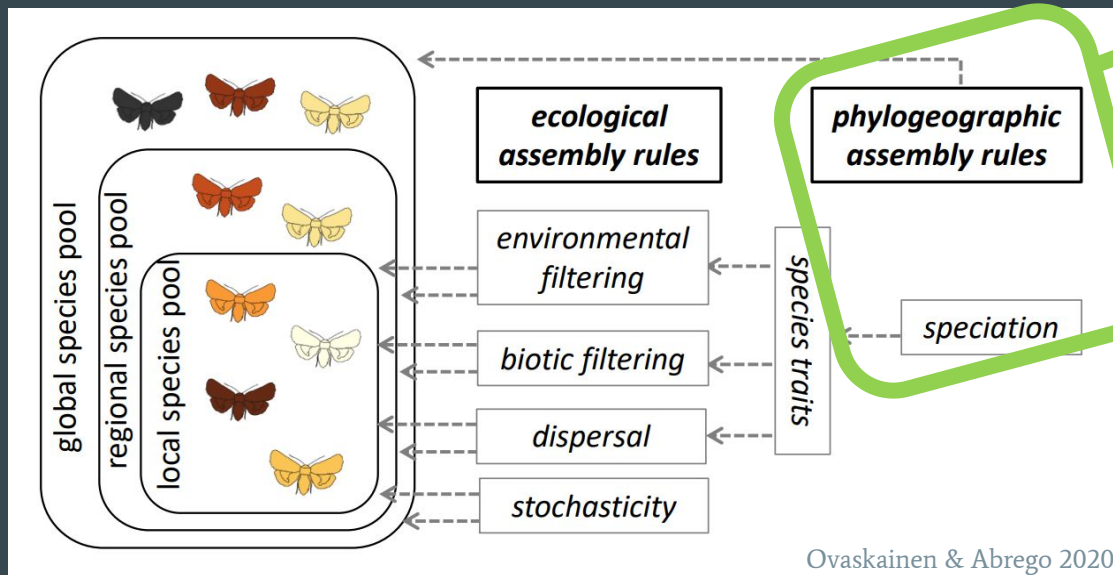 global species pool
regional species pool
local species pool
ecological
assembly rules
phylogeographic
assembly rules
environmental
filtering
biotic filtering
dispersal
stochasticity
species traits
speciation
Ovaskainen & Abrego 2020